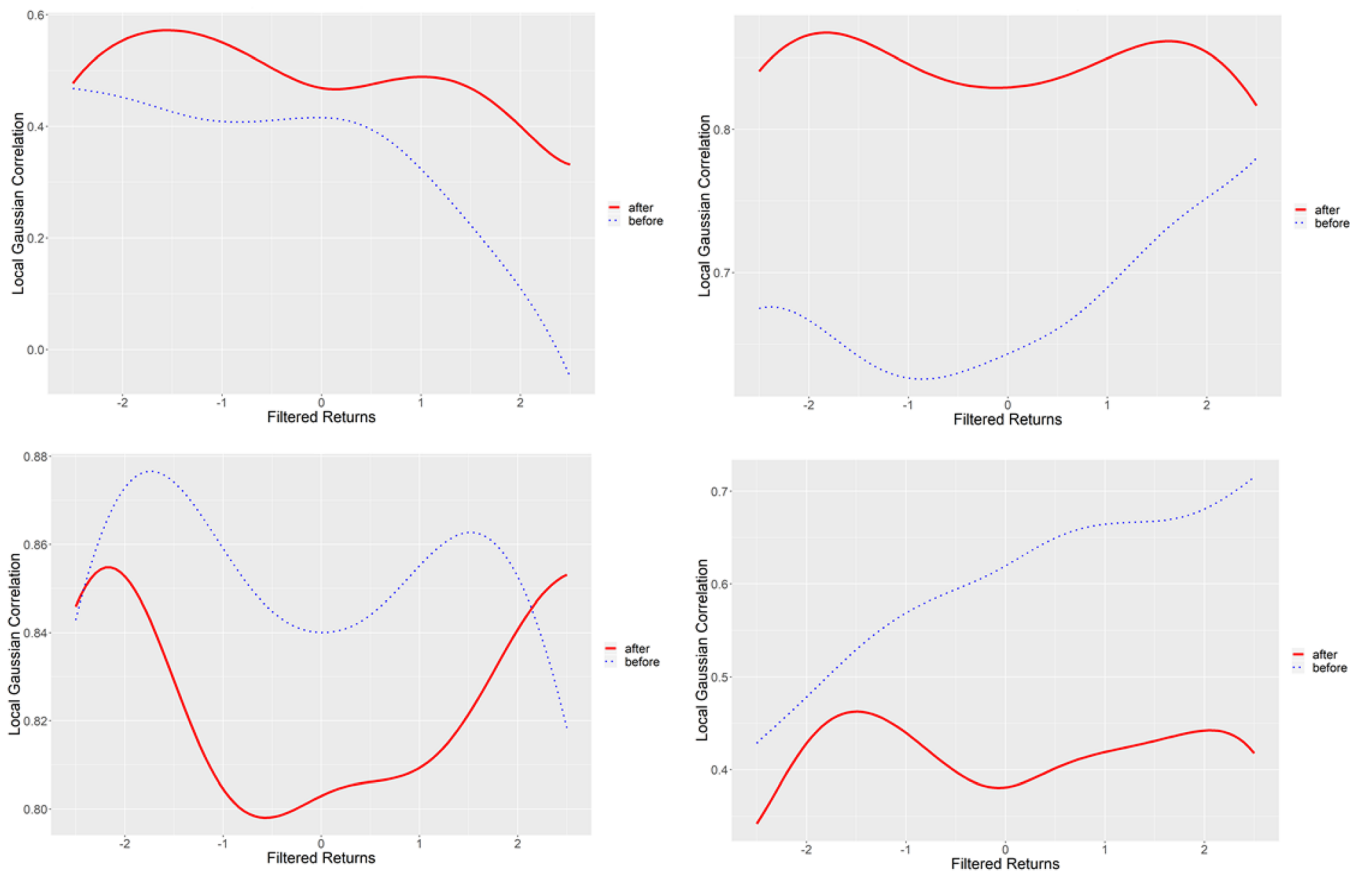 0.6
0.4
0.2
0.0
Local Gaussian Correlation
-2
-1
0
1
2
Filtered Returns
after
before
0.8
0.7
Local Gaussian Correlation
-2
-1
0
1
2
Filtered Returns
after
before
0.88
0.86
0.84
0.82
0.80
Local Gaussian Correlation
-2
-1
0
1
2
Filtered Returns
after
before
0.7
0.6
0.5
0.4
Local Gaussian Correlation
-2
-1
0
1
2
Filtered Returns
after
before